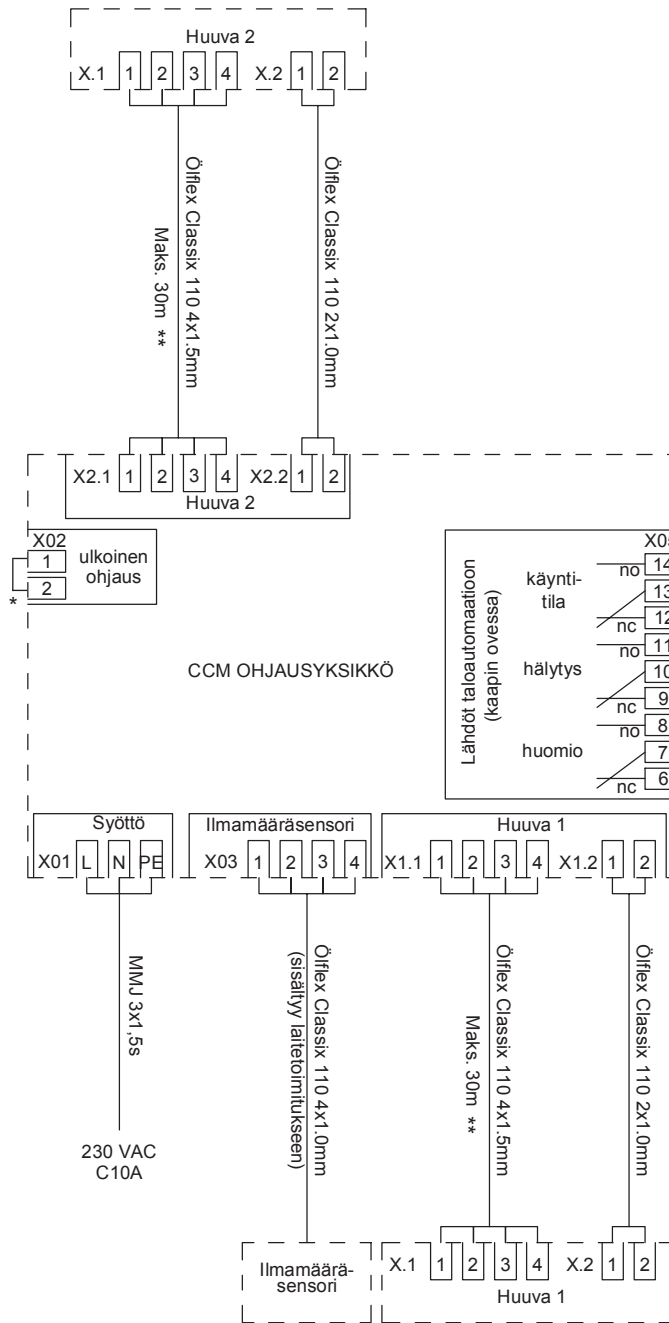 Huuva 2
X.1 1 2 3 4 X.2 1 2
Ölflex Classix 110 4x1.5mm
Maks. 30m **
Ölflex Classix 110 2x1.0mm
X2.1 1 2 3 4 X2.2 1 2
Huuva 2
X02
1
2
*
ulkoinen
ohjaus
CCM OHJAUSYKSIKKÖ
Lähdöt taloautomaatioon
(kaapin ovessa)
käynti-
tila
hälytys
huomio
no 14
13
nc 12
no 11
10
nc 9
no 8
7
nc 6
Syöttö
X01 L N PE
Ilmamääräsensori
X03 1 2 3 4
Huuva 1
X1.1 1 2 3 4 X1.2 1 2
MMJ 3x1,5s
230 VAC
C10A
Ölflex Classix 110 4x1.0mm
(sisältyy laitetoimitukseen)
Ölflex Classix 110 4x1.5mm
Maks. 30m **
Ölflex Classix 110 2x1.0mm
Ilmamäärä-
sensori
X.1 1 2 3 4 X.2 1 2
Huuva 1